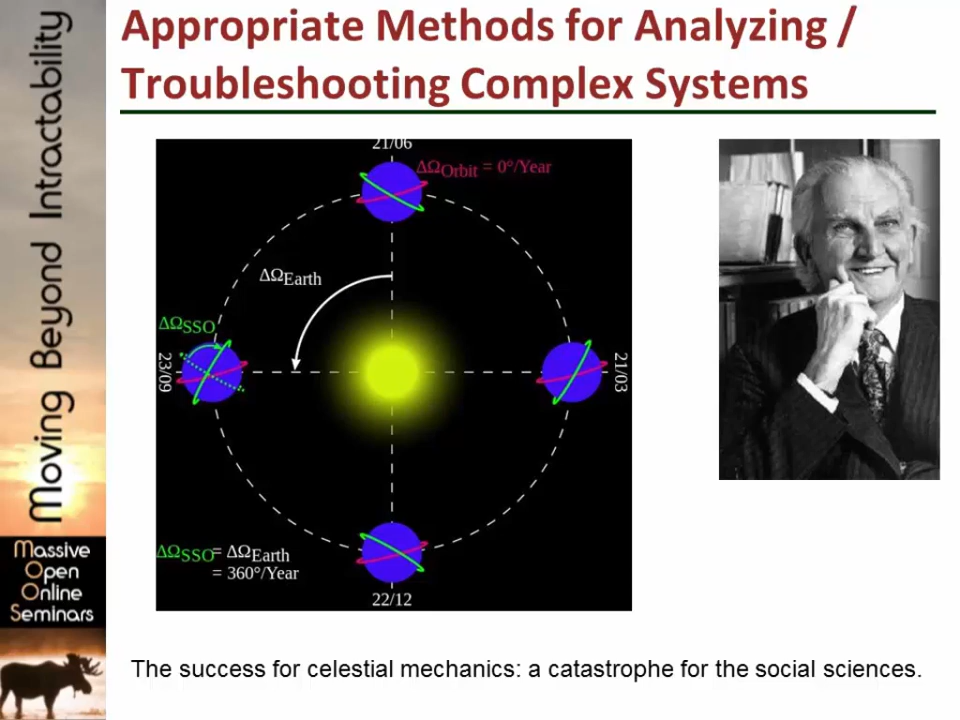 Appropriate Methods for Analyzing /
Troubleshooting Complex Systems
Moving Beyond Intractability
Massive
Open
Online
Seminars
21/06
ΔΩOrbit = 0°/Year
ΔΩEarth
ΔΩSSO
23/09
21/03
ΔΩSSO= ΔΩEarth
= 360°/Year
22/12
The success for celestial mechanics: a catastrophe for the social sciences.